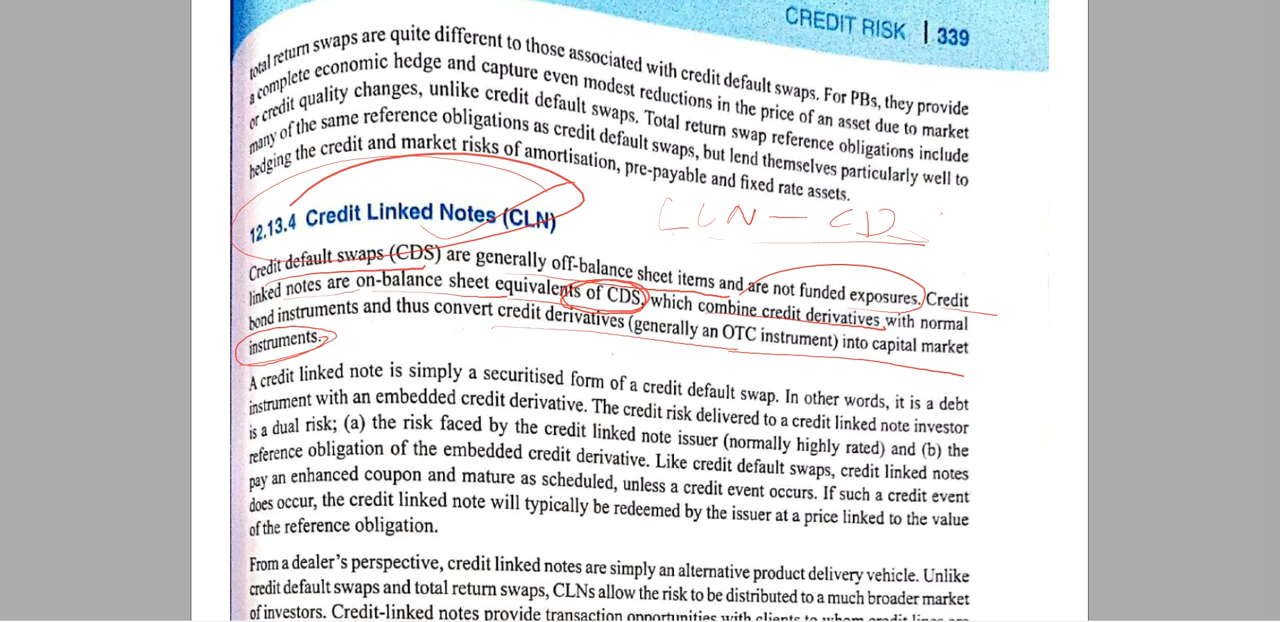 CREDIT RISK | 339
total return swaps are quite different to those associated with credit default swaps. For PBs, they provide
a complete economic hedge and capture even modest reductions in the price of an asset due to market
or credit quality changes, unlike credit default swaps. Total return swap reference obligations include
many of the same reference obligations as credit default swaps, but lend themselves particularly well to
hedging the credit and market risks of amortisation, pre-payable and fixed rate assets.
12.13.4 Credit Linked Notes (CLN)
CLN - CD
Credit default swaps (CDS) are generally off-balance sheet items and are not funded exposures. Credit
linked notes are on-balance sheet equivalents of CDS, which combine credit derivatives with normal
bond instruments and thus convert credit derivatives (generally an OTC instrument) into capital market
instruments.
A credit linked note is simply a securitised form of a credit default swap. In other words, it is a debt
instrument with an embedded credit derivative. The credit risk delivered to a credit linked note investor
is a dual risk; (a) the risk faced by the credit linked note issuer (normally highly rated) and (b) the
reference obligation of the embedded credit derivative. Like credit default swaps, credit linked notes
pay an enhanced coupon and mature as scheduled, unless a credit event occurs. If such a credit event
does occur, the credit linked note will typically be redeemed by the issuer at a price linked to the value
of the reference obligation.
From a dealer's perspective, credit linked notes are simply an alternative product delivery vehicle. Unlike
credit default swaps and total return swaps, CLNs allow the risk to be distributed to a much broader market
of investors. Credit-linked notes provide transaction opportunities with clients to whom credit